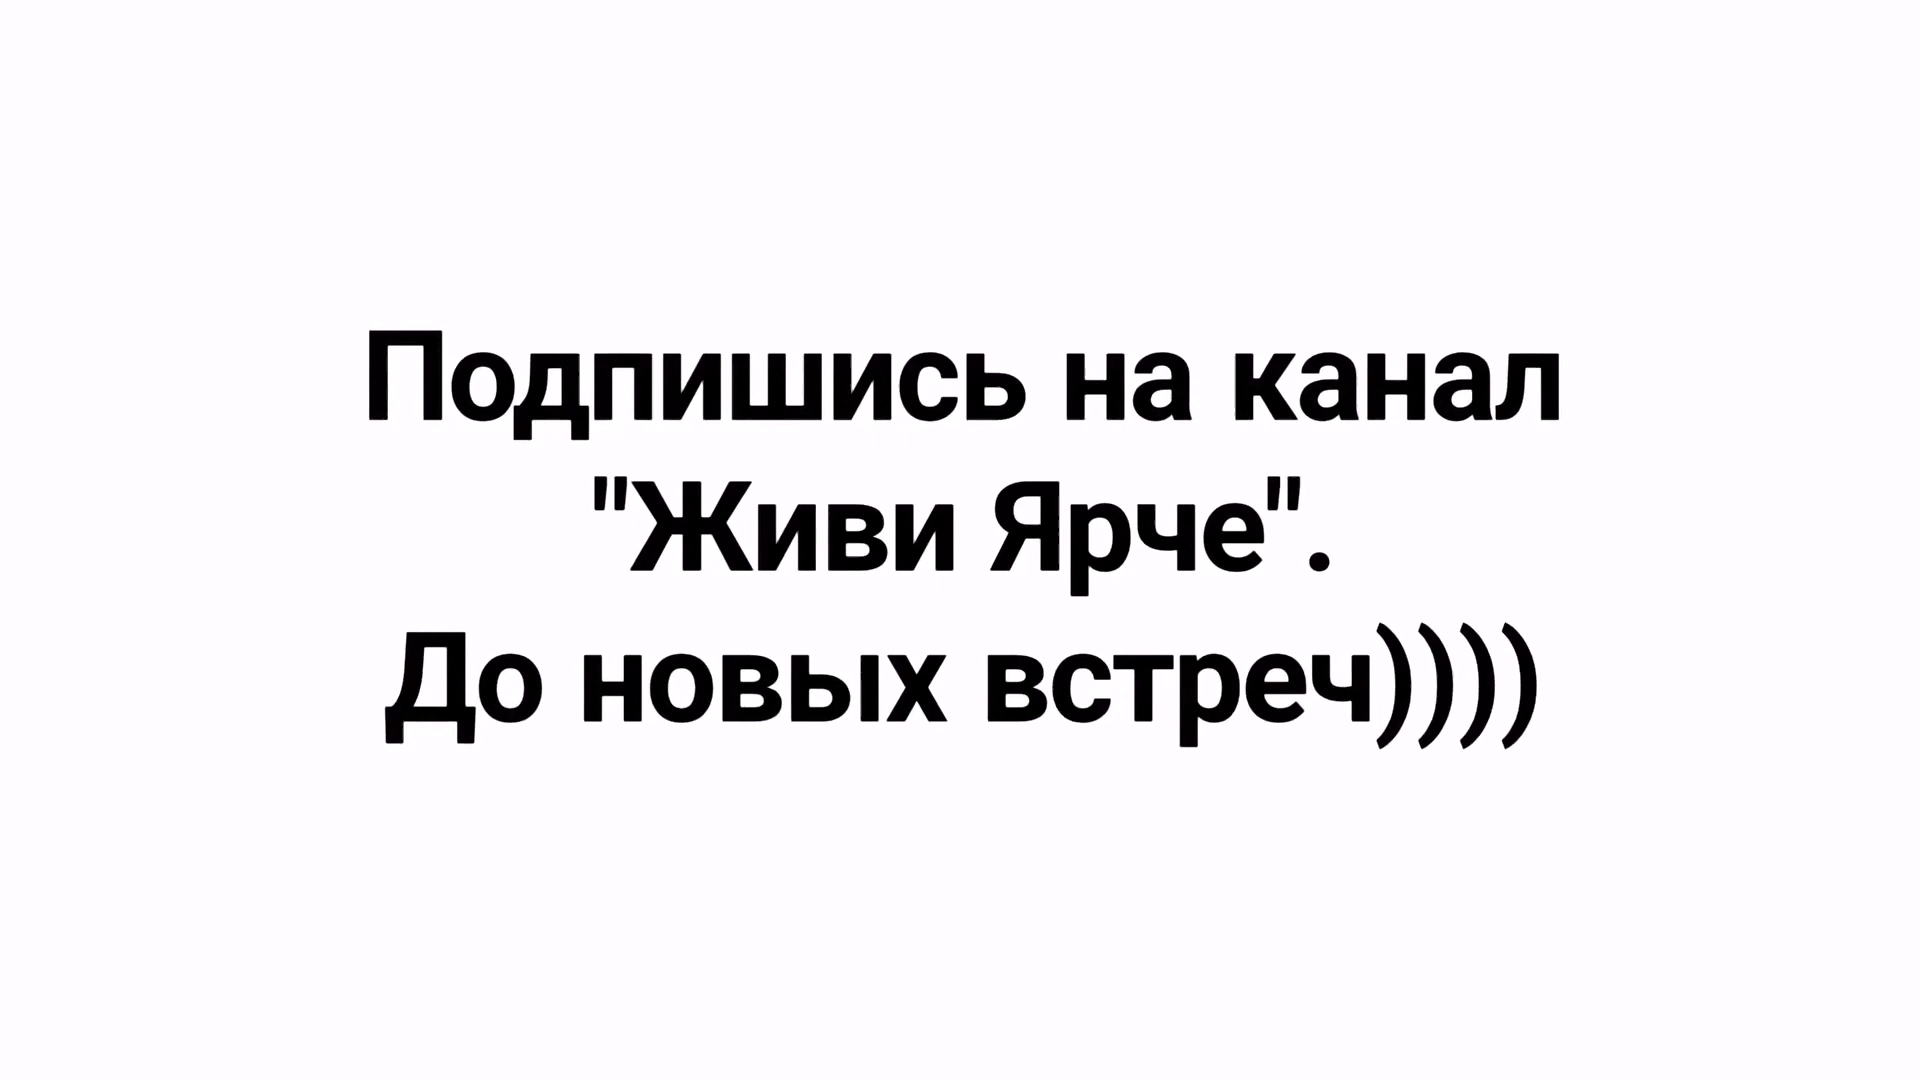 Подпишись на канал
"Живи Ярче".
До новых встреч))))